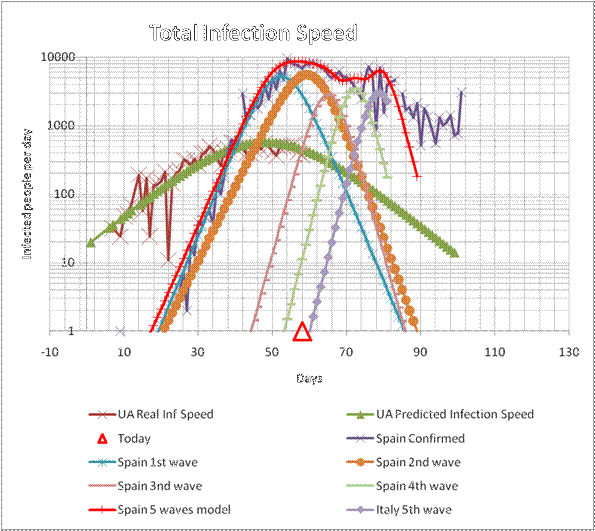 Total Infection Speed
10000
1000
100
10
1
Infected people per day
-10 10 30 50 70 90 110 130
Days
UA Real Inf Speed
UA Predicted Infection Speed
Today
Spain Confirmed
Spain 1st wave
Spain 2nd wave
Spain 3nd wave
Spain 4th wave
Spain 5 waves model
Italy 5th wave